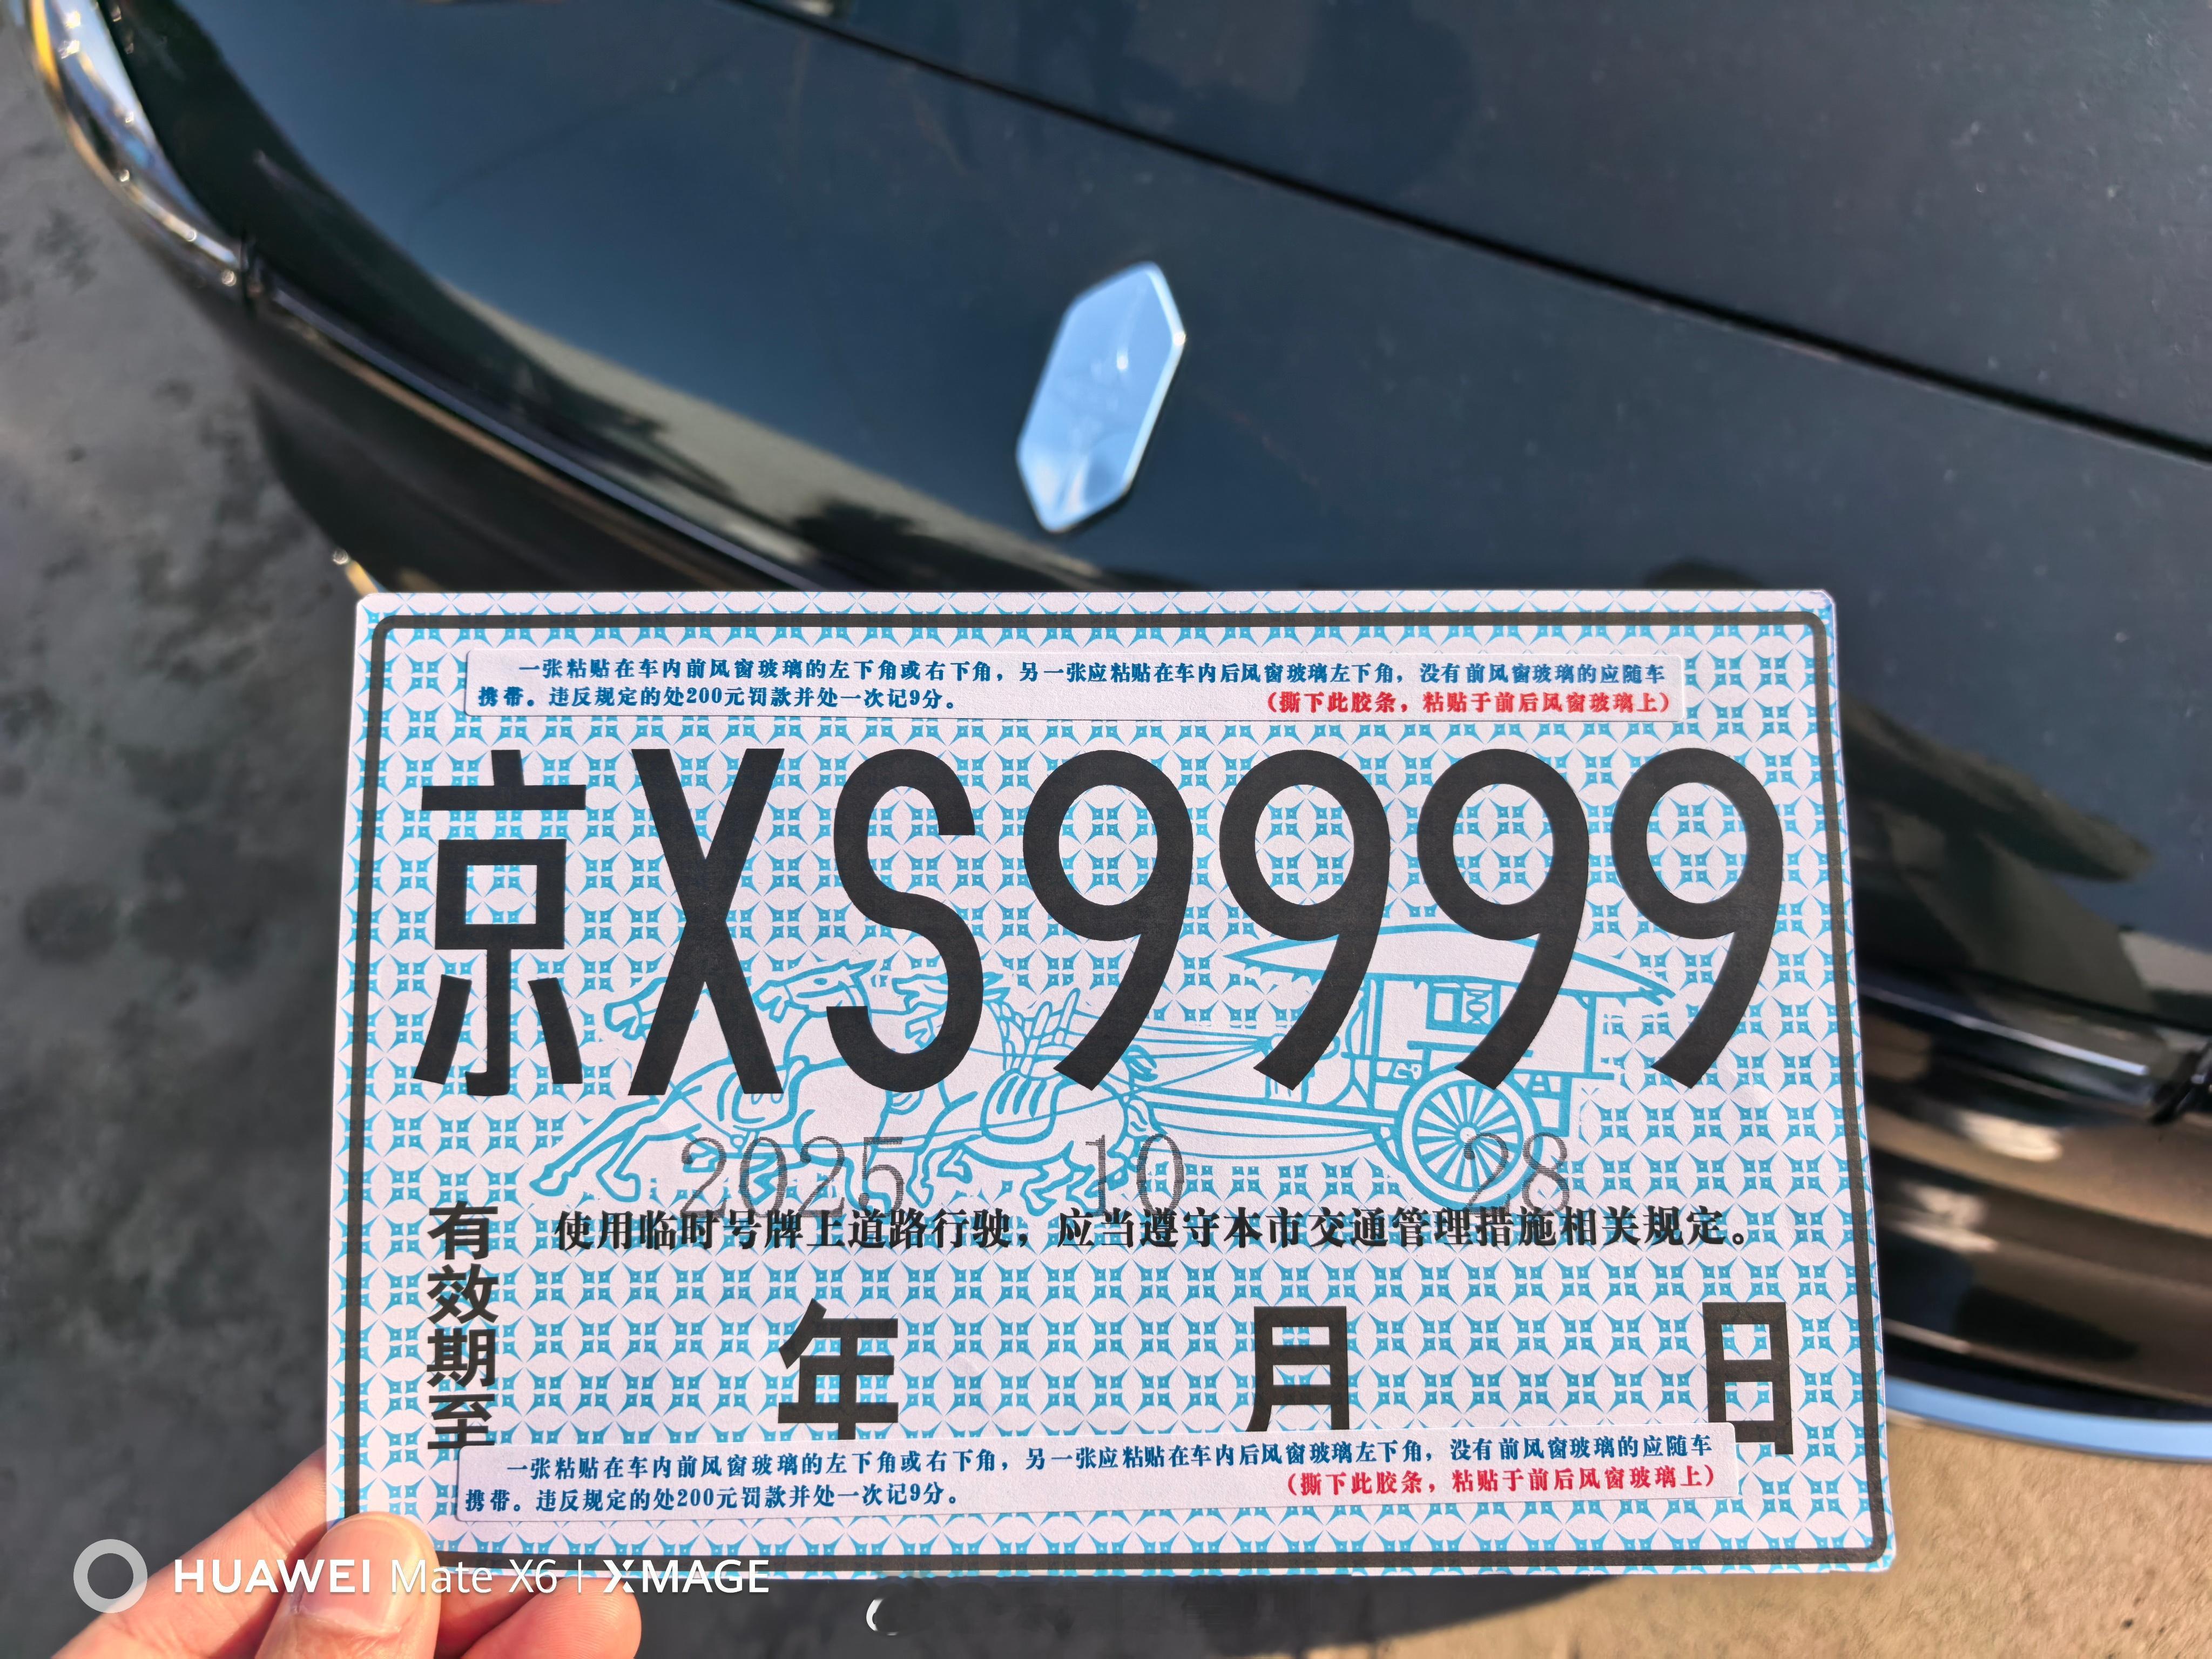 一张粘贴在车内前风窗玻璃的左下角或右下角，另一张应粘贴在车内后风窗玻璃左下角，没有前风窗玻璃的应随车
携带。违反规定的处200元罚款并处一次记9分。 （撕下此胶条，粘贴于前后风窗玻璃上）
京XS9999
2025 10 28
使用临时号牌上道路行驶，应当遵守本市交通管理措施相关规定。
有效期至 年 月 日
一张粘贴在车内前风窗玻璃的左下角或右下角，另一张应粘贴在车内后风窗玻璃左下角，没有前风窗玻璃的应随车
携带。违反规定的处200元罚款并处一次记9分。 （撕下此胶条，粘贴于前后风窗玻璃上）
HUAWEI Mate X6 | XMAGE